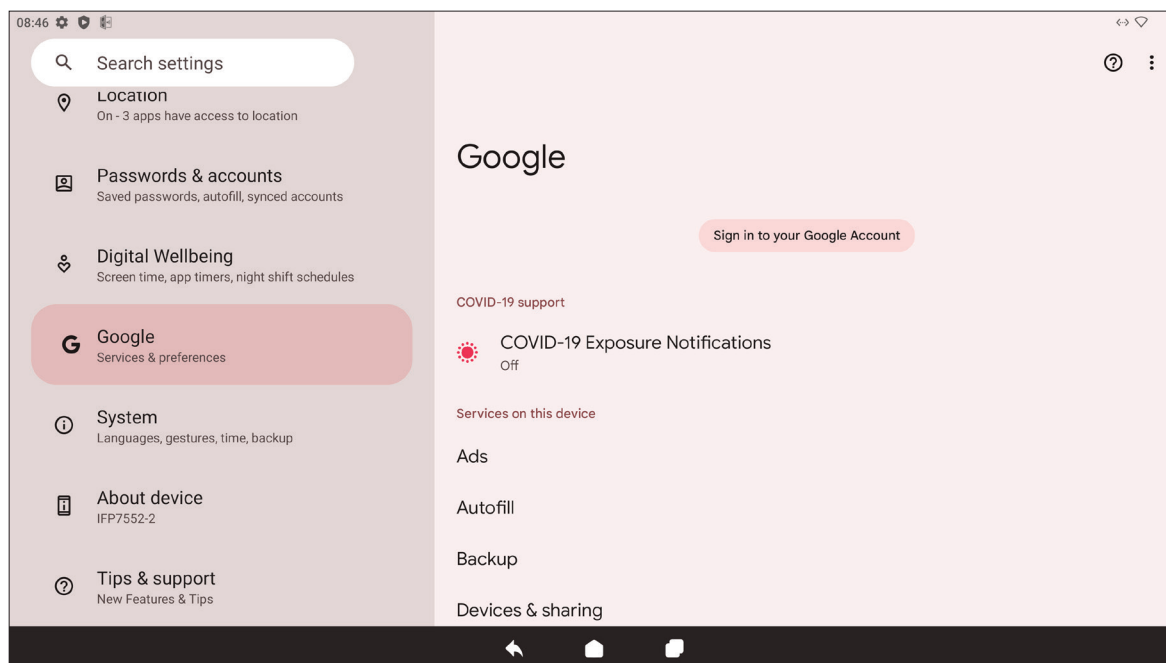 08:46
Search settings
Location
On - 3 apps have access to location
Passwords & accounts
Saved passwords, autofill, synced accounts
Digital Wellbeing
Screen time, app timers, night shift schedules
Google
Services & preferences
System
Languages, gestures, time, backup
About device
IFP7552-2
Tips & support
New Features & Tips
Google
Sign in to your Google Account
COVID-19 support
COVID-19 Exposure Notifications
Off
Services on this device
Ads
Autofill
Backup
Devices & sharing